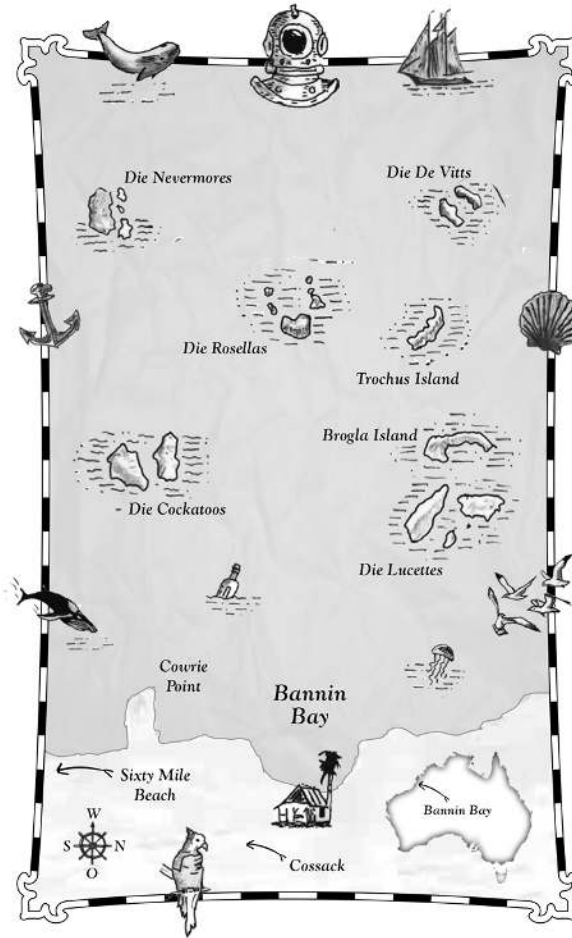 Die Nevermores
Die De Vitts
Die Rosellas
Trochus Island
Brogla Island
Die Cockatoos
Die Lucettes
Cowrie
Point
Bannin
Bay
Sixty Mile
Beach
Bannin Bay
W
S N
O
Cossack